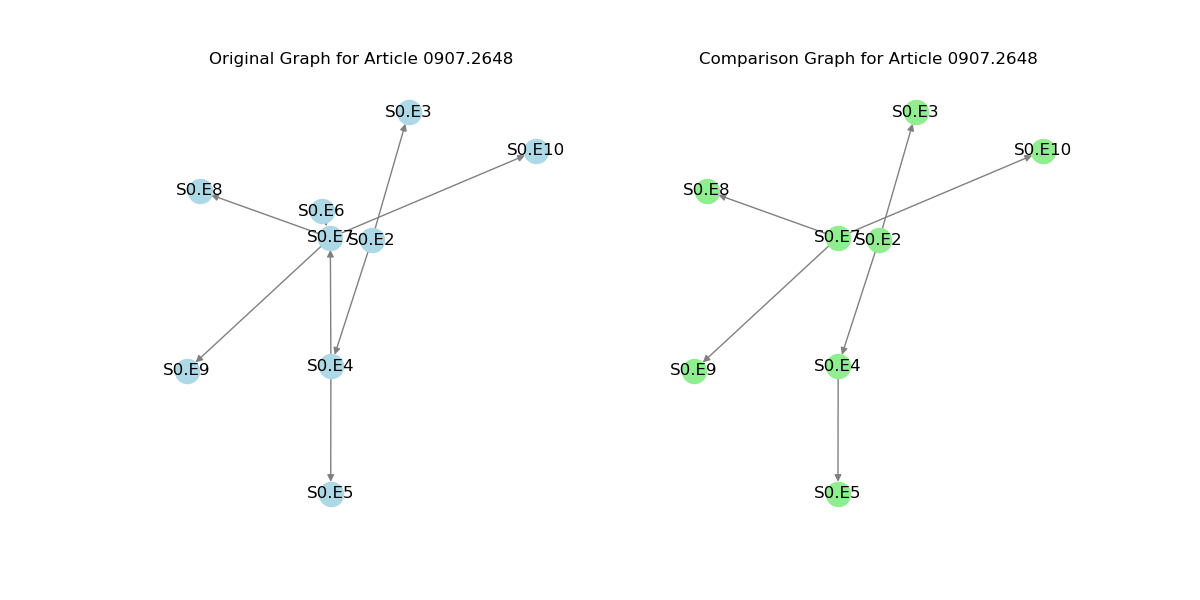 Original Graph for Article 0907.2648
S0.E3
S0.E10
S0.E8
S0.E6
S0.E7
S0.E2
S0.E4
S0.E9
S0.E5
Comparison Graph for Article 0907.2648
S0.E3
S0.E10
S0.E8
S0.E7
S0.E2
S0.E4
S0.E9
S0.E5